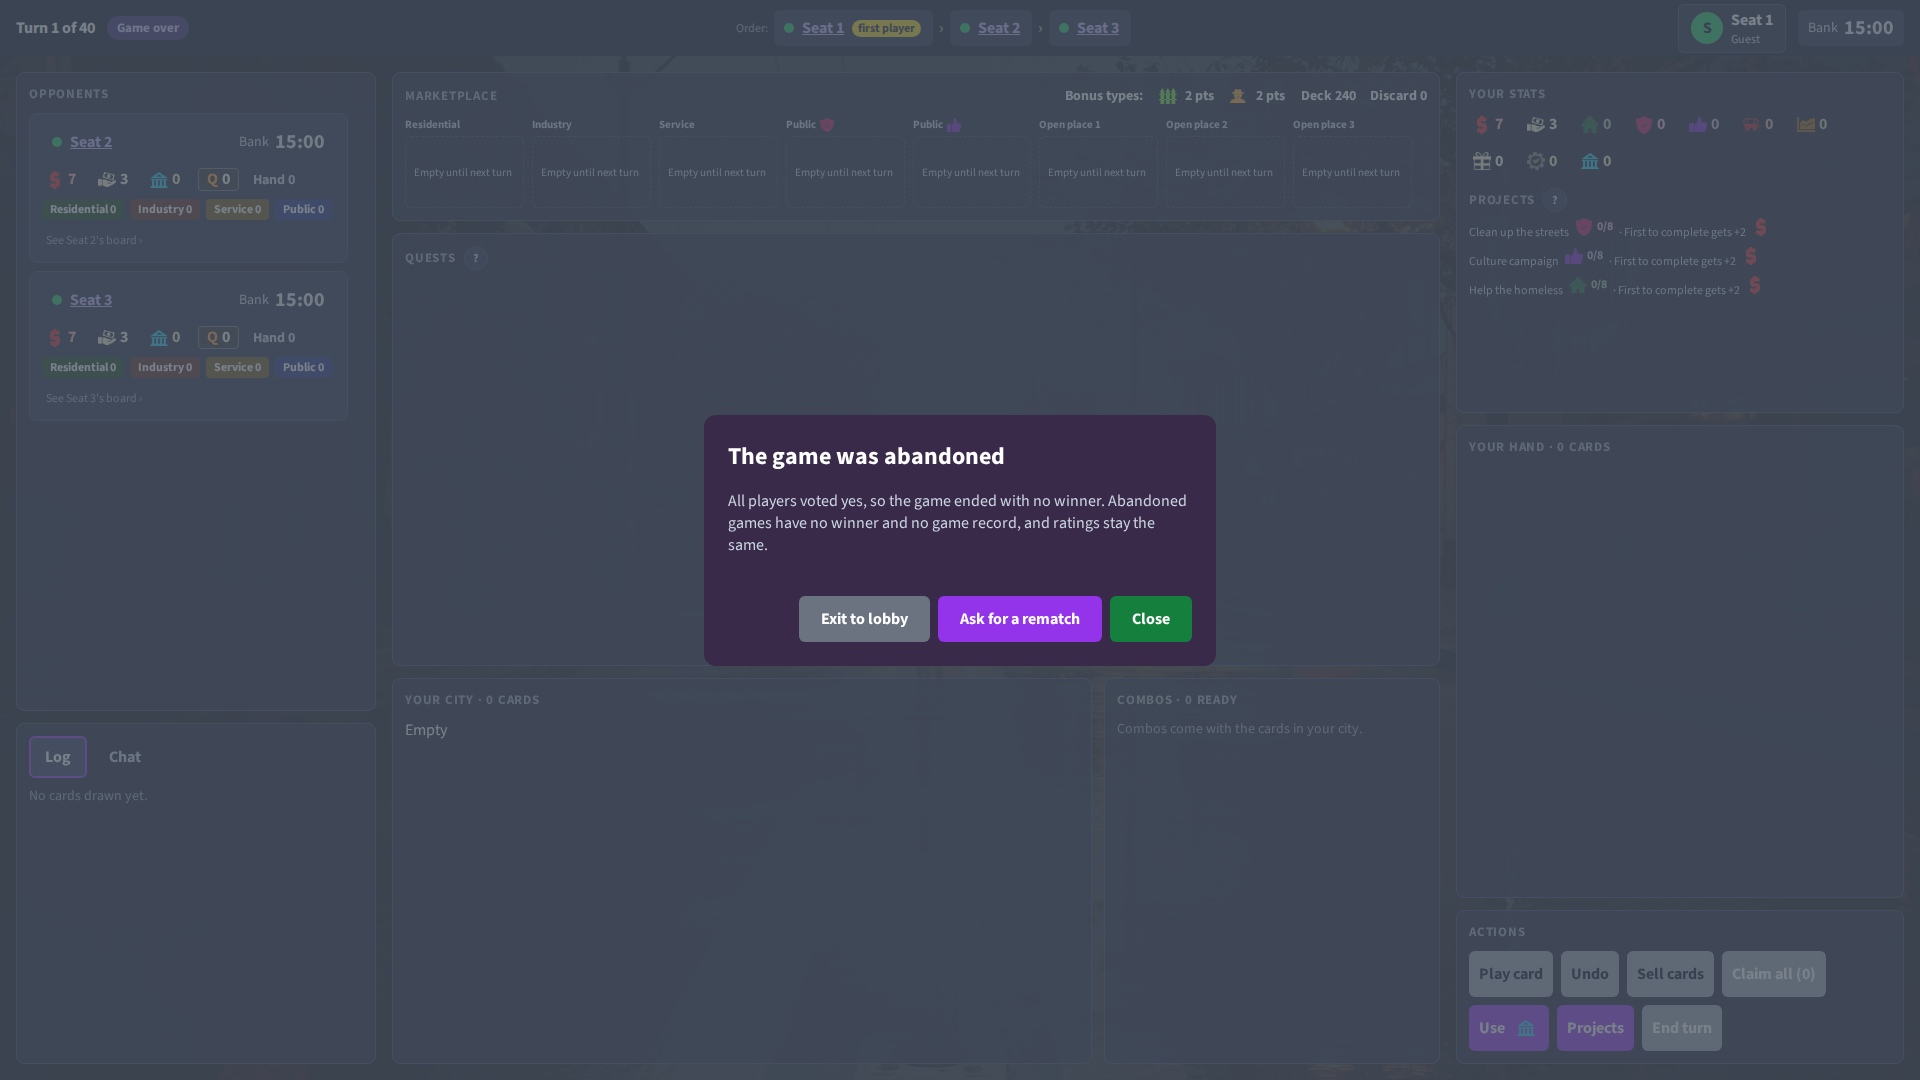 Turn 1 of 40 Game over
Order: Seat 1 first player › Seat 2 › Seat 3
S Seat 1 Guest Bank 15:00
OPPONENTS
Seat 2 Bank 15:00
7 3 0 Q 0 Hand 0
Residential 0 Industry 0 Service 0 Public 0
See Seat 2's board ›
Seat 3 Bank 15:00
7 3 0 Q 0 Hand 0
Residential 0 Industry 0 Service 0 Public 0
See Seat 3's board ›
Log Chat
No cards drawn yet.
MARKETPLACE Bonus types: 2 pts 2 pts Deck 240 Discard 0
Residential Industry Service Public Public Open place 1 Open place 2 Open place 3
Empty until next turn Empty until next turn Empty until next turn Empty until next turn Empty until next turn Empty until next turn Empty until next turn Empty until next turn
QUESTS ?
The game was abandoned
All players voted yes, so the game ended with no winner. Abandoned
games have no winner and no game record, and ratings stay the
same.
Exit to lobby Ask for a rematch Close
YOUR CITY · 0 CARDS
Empty
COMBOS · 0 READY
Combos come with the cards in your city.
YOUR STATS
$ 7 3 0 0 0 0 0
0 0 0
PROJECTS ?
Clean up the streets 0/8 · First to complete gets +2 $
Culture campaign 0/8 · First to complete gets +2 $
Help the homeless 0/8 · First to complete gets +2 $
YOUR HAND · 0 CARDS
ACTIONS
Play card Undo Sell cards Claim all (0)
Use Projects End turn